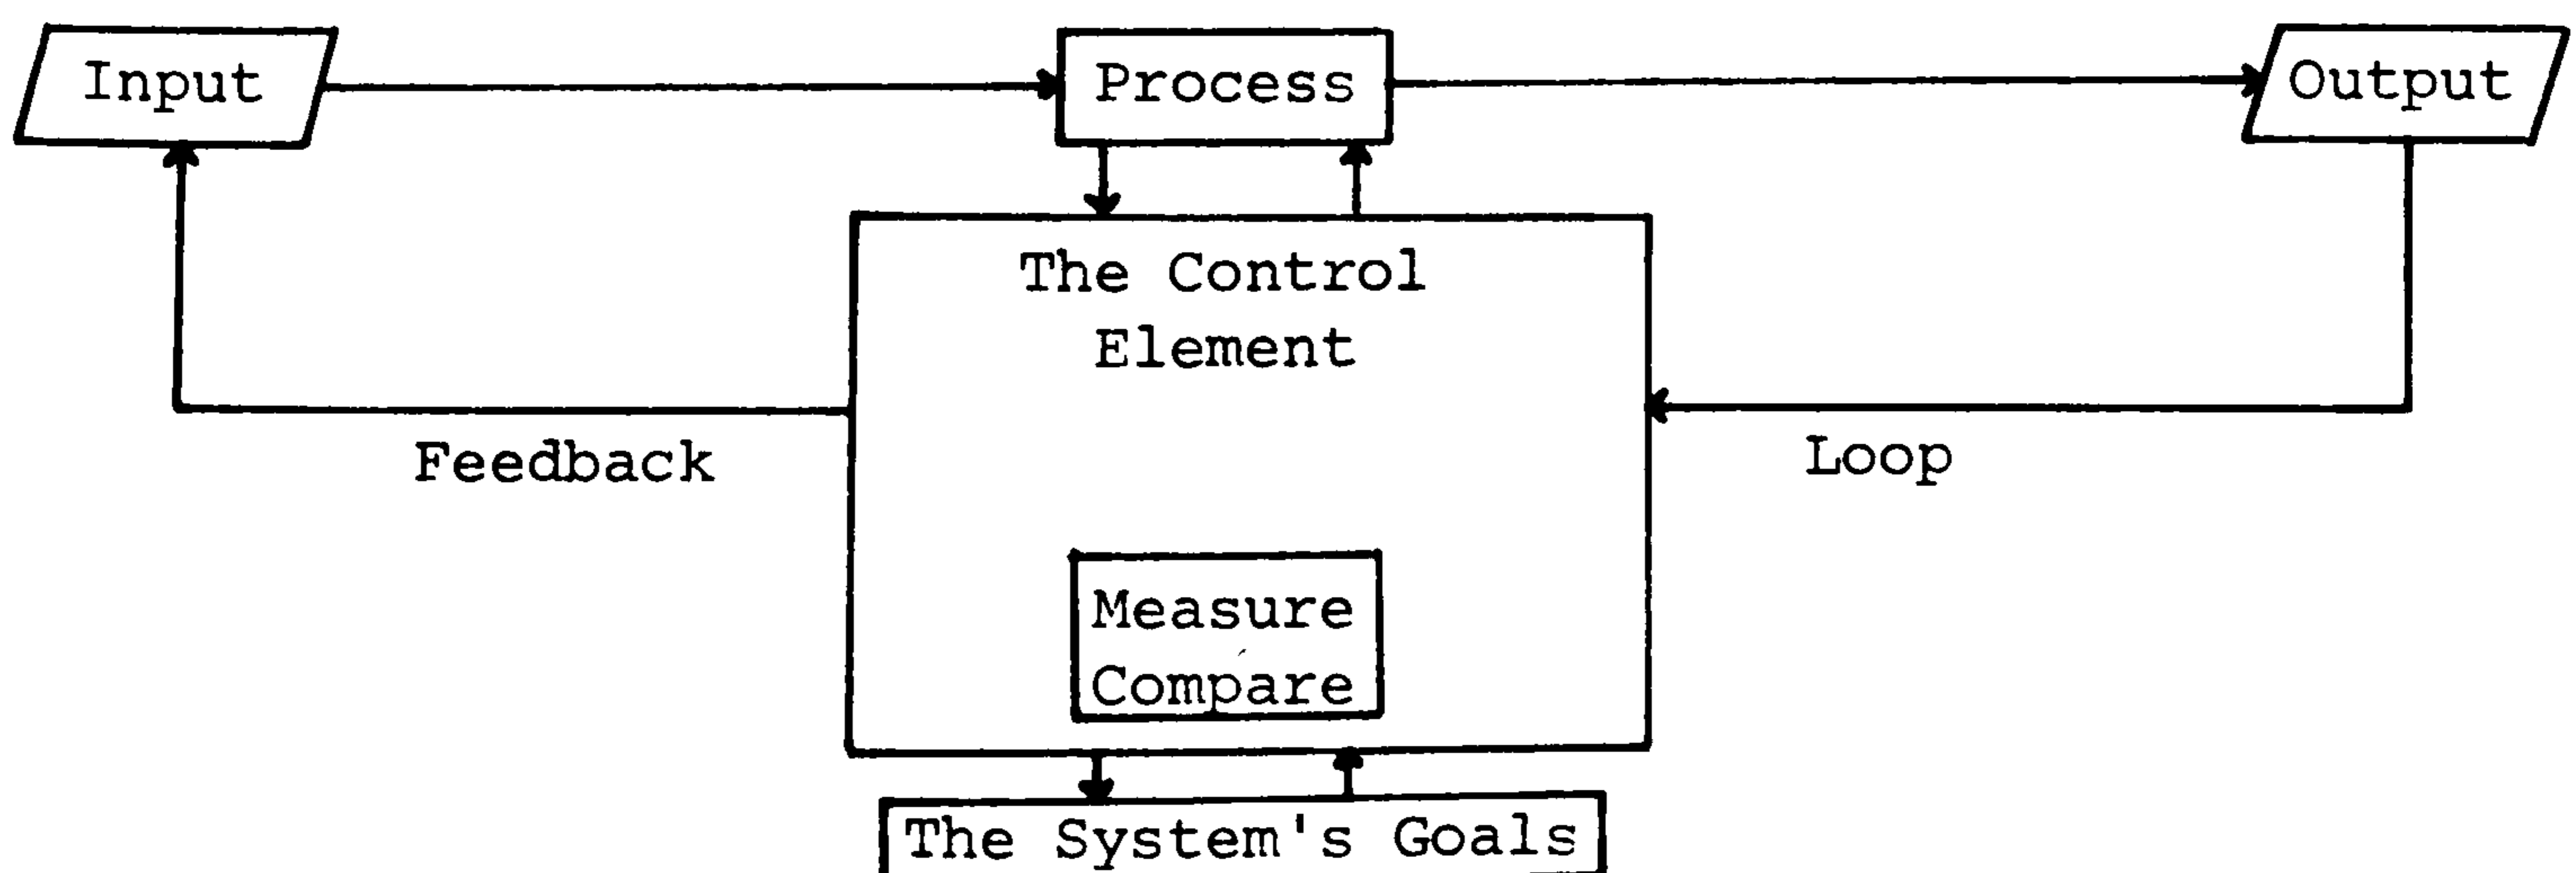 Input
Process
Output
The Control
Element
Feedback
Loop
Measure
Compare
The System's Goals